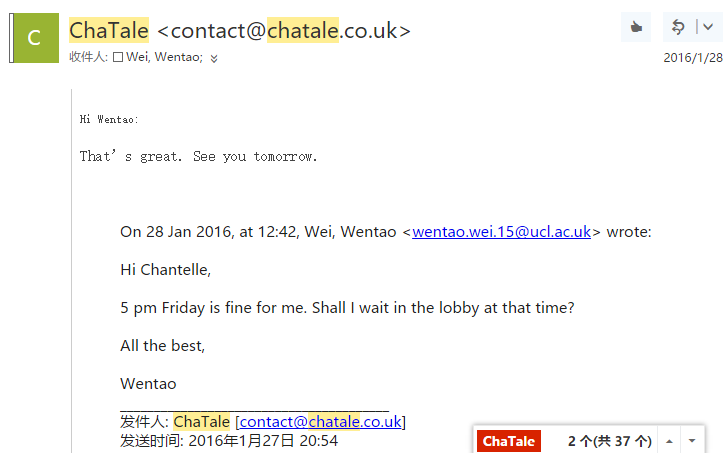 C
ChaTale <contact@chatale.co.uk>
收件人: Wei, Wentao;
2016/1/28
Hi Wentao:
That's great. See you tomorrow.
On 28 Jan 2016, at 12:42, Wei, Wentao <wentao.wei.15@ucl.ac.uk> wrote:
Hi Chantelle,
5 pm Friday is fine for me. Shall I wait in the lobby at that time?
All the best,
Wentao
发件人: ChaTale [contact@chatale.co.uk]
发送时间: 2016年1月27日 20:54
ChaTale 2 个(共 37 个)